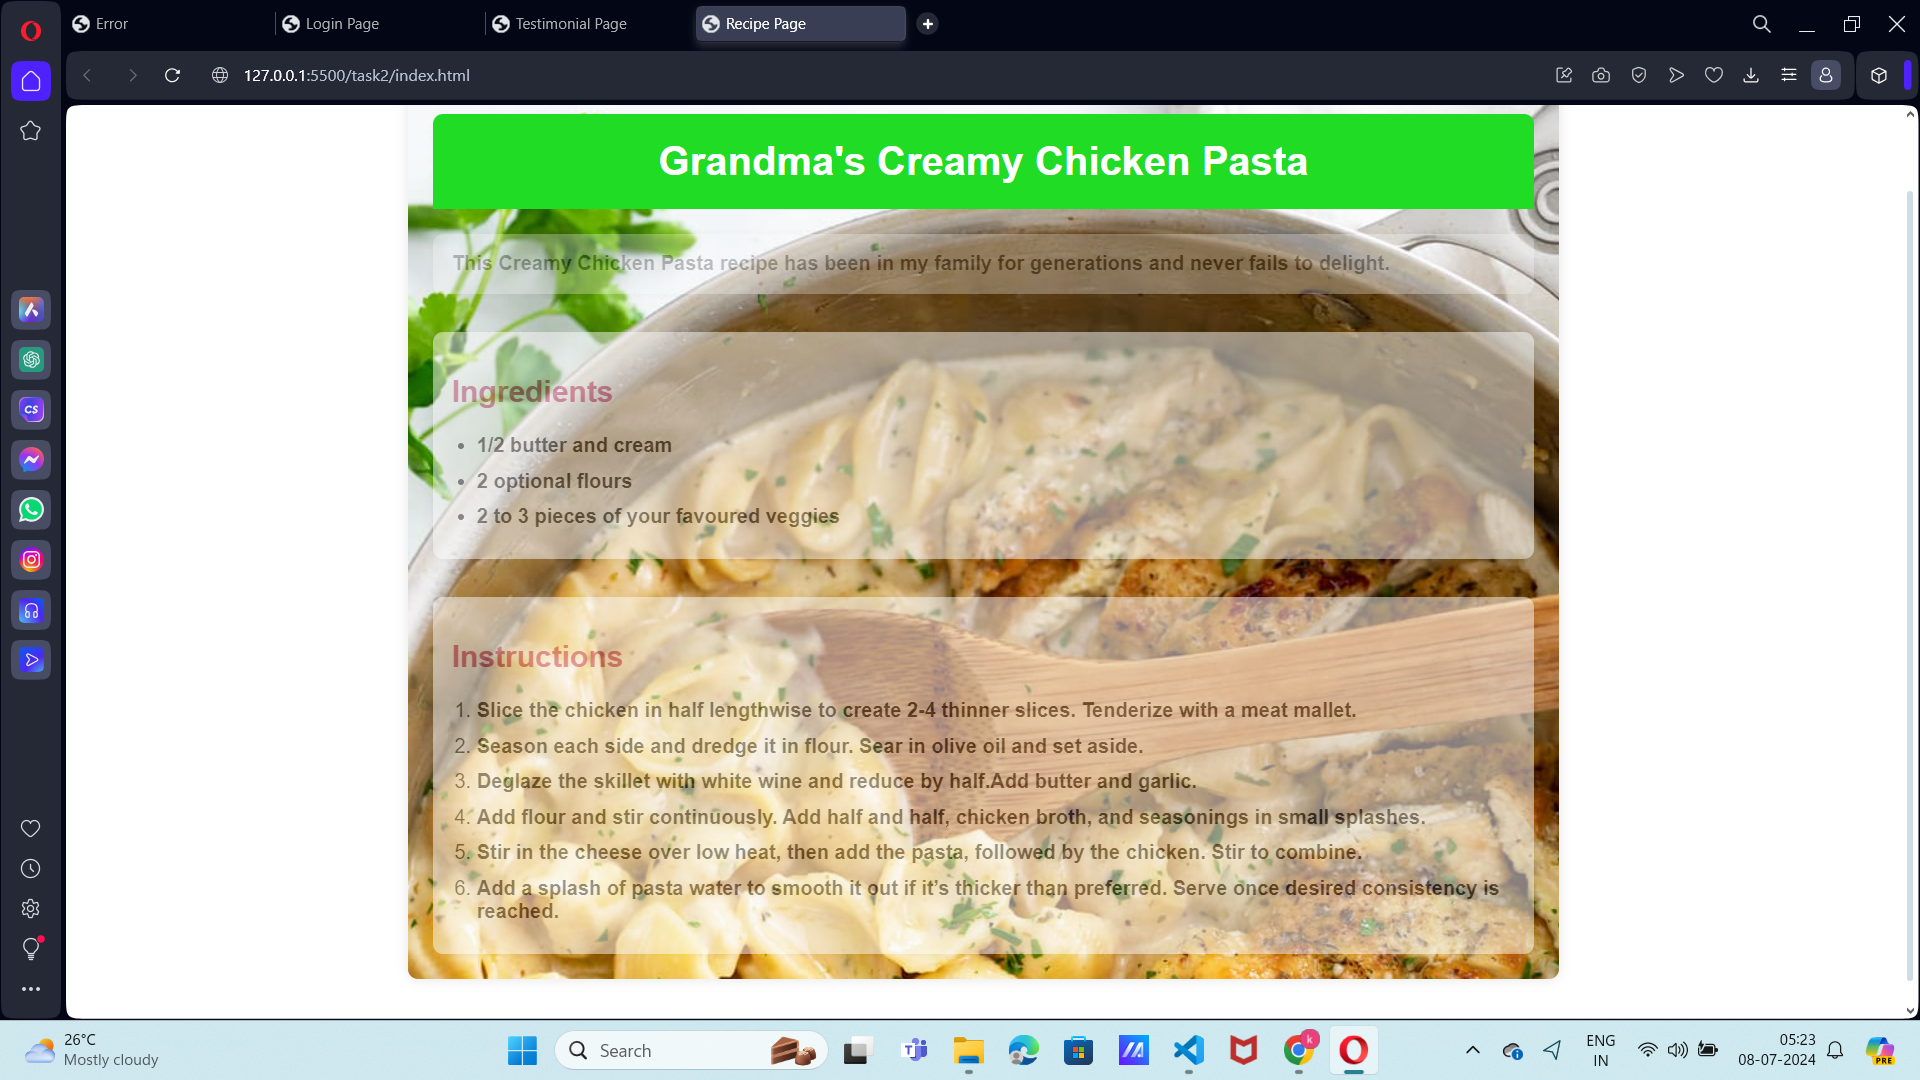 Error
Login Page
Testimonial Page
Recipe Page
127.0.0.1:5500/task2/index.html
Grandma's Creamy Chicken Pasta
This Creamy Chicken Pasta recipe has been in my family for generations and never fails to delight.
Ingredients
• 1/2 butter and cream
• 2 optional flours
• 2 to 3 pieces of your favoured veggies
Instructions
1. Slice the chicken in half lengthwise to create 2-4 thinner slices. Tenderize with a meat mallet.
2. Season each side and dredge it in flour. Sear in olive oil and set aside.
3. Deglaze the skillet with white wine and reduce by half.Add butter and garlic.
4. Add flour and stir continuously. Add half and half, chicken broth, and seasonings in small splashes.
5. Stir in the cheese over low heat, then add the pasta, followed by the chicken. Stir to combine.
6. Add a splash of pasta water to smooth it out if it’s thicker than preferred. Serve once desired consistency is
reached.
CS
26°C
Mostly cloudy
Search
T
k
ENG
IN
05:23
08-07-2024
PRE